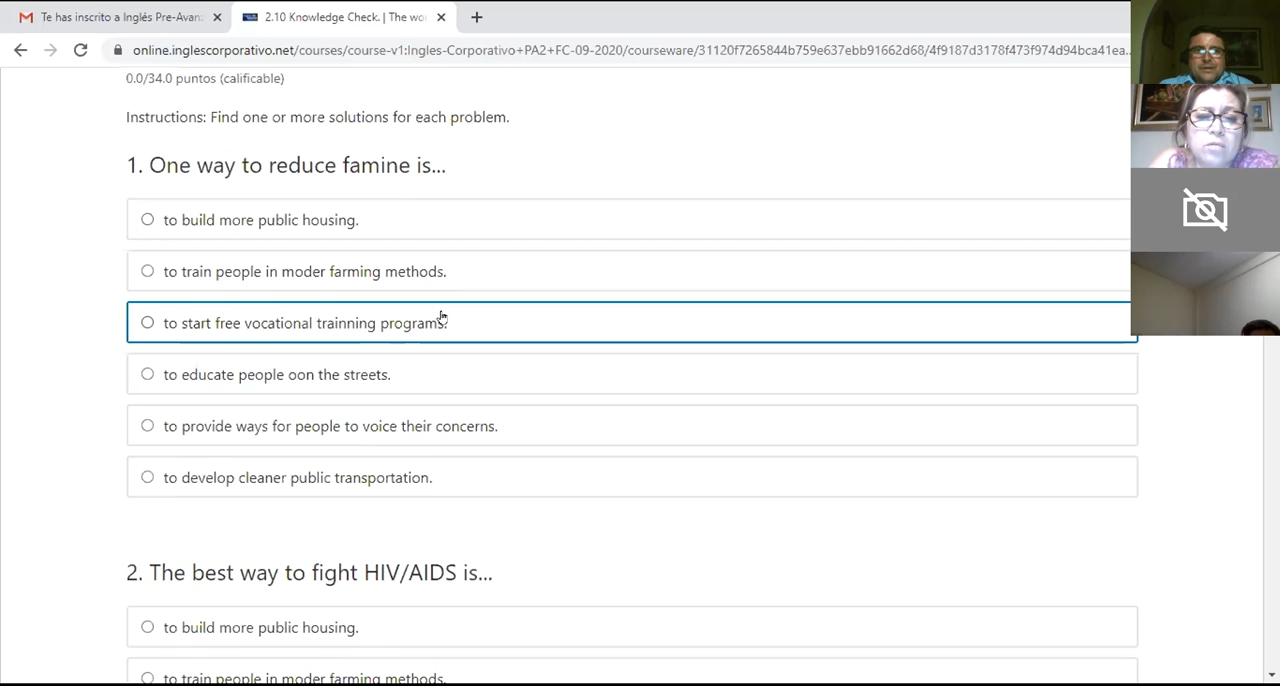 Te has inscrito a Inglés Pre-Avan
2.10 Knowledge Check. | The wo
online.inglescorporativo.net/courses/course-v1:Ingles-Corporativo+PA2+FC-09-2020/courseware/31120f7265844b759e637ebb91662d68/4f9187d3178f473f974d94bca41ea...
0.0/34.0 puntos (calificable)
Instructions: Find one or more solutions for each problem.
1. One way to reduce famine is...
to build more public housing.
to train people in moder farming methods.
to start free vocational trainning programs.
to educate people oon the streets.
to provide ways for people to voice their concerns.
to develop cleaner public transportation.
2. The best way to fight HIV/AIDS is...
to build more public housing.
to train people in moder farming methods.